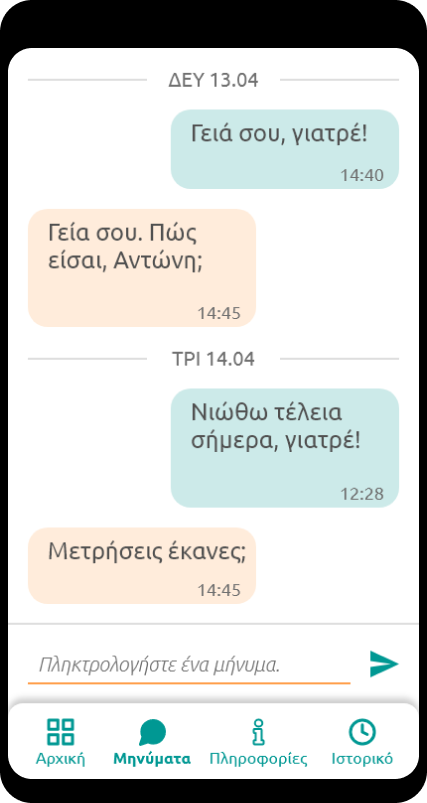 ΔΕΥ 13.04
Γειά σου, γιατρέ!
14:40
Γεία σου. Πώς
είσαι, Αντώνη;
14:45
ΤΡΙ 14.04
Νιώθω τέλεια
σήμερα, γιατρέ!
12:28
Μετρήσεις έκανες;
14:45
Πληκτρολογήστε ένα μήνυμα.
Αρχική Μηνύματα Πληροφορίες Ιστορικό